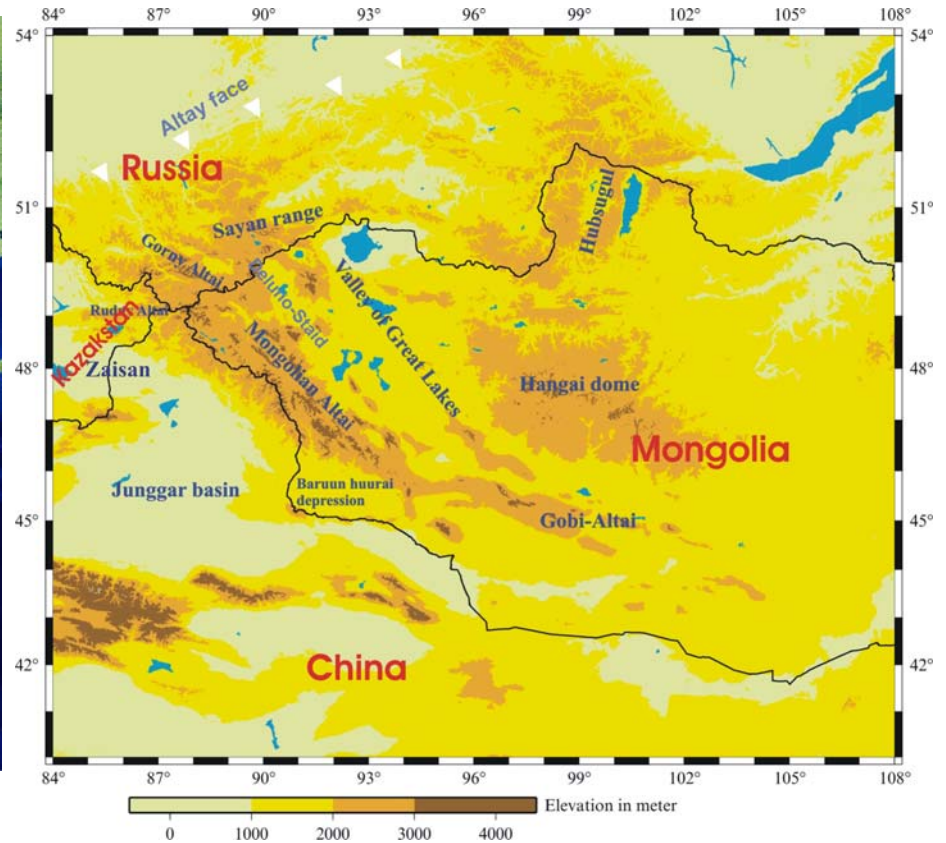 84° 87° 90° 93° 96° 99° 102° 105° 108°
54° 54°
Altay face
Russia
51° 51°
Sayan range
Hubsugul
Gorny Altai
Valley of Great Lakes
Rudny Altai
Kazakstan
Mongolian Altai
48° 48°
Zaisan
Hangai dome
Mongolia
Junggar basin
Baruun huurai
depression
45° 45°
Gobi-Altai
42° 42°
China
84° 87° 90° 93° 96° 99° 102° 105° 108°
Elevation in meter
0 1000 2000 3000 4000